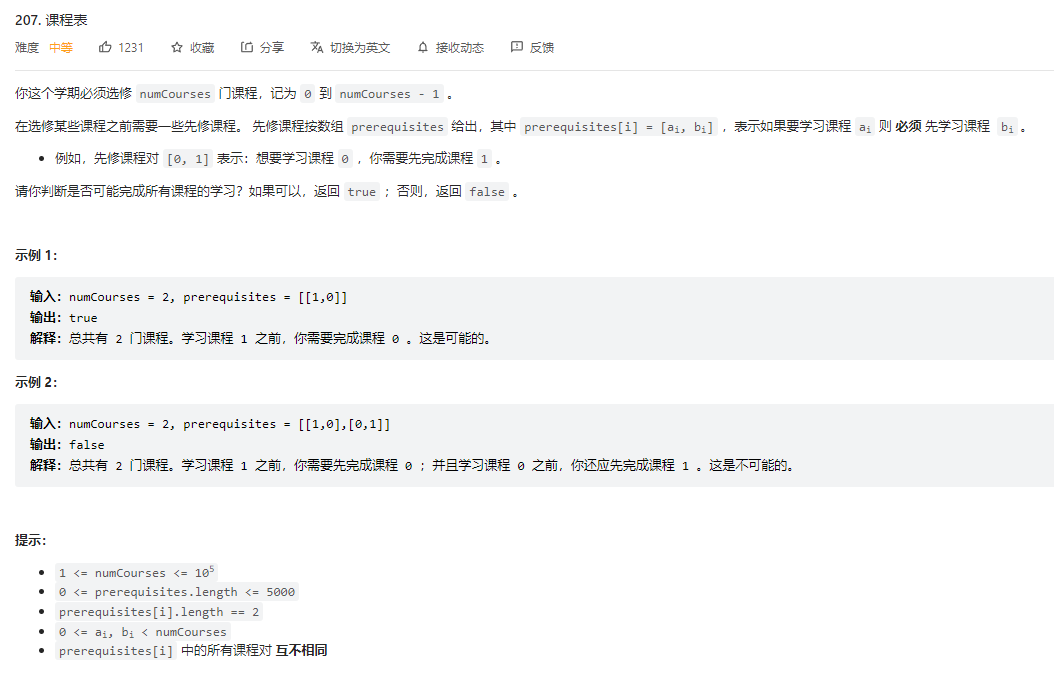 207. 课程表
难度 中等 1231 收藏 分享 切换为英文 接收动态 反馈
你这个学期必须选修 numCourses 门课程，记为 0 到 numCourses - 1 。
在选修某些课程之前需要一些先修课程。 先修课程按数组 prerequisites 给出，其中 prerequisites[i] = [aᵢ, bᵢ] ，表示如果要学习课程 aᵢ 则 必须 先学习课程 bᵢ 。
• 例如，先修课程对 [0, 1] 表示：想要学习课程 0 ，你需要先完成课程 1 。
请你判断是否可能完成所有课程的学习？如果可以，返回 true ；否则，返回 false 。
示例 1：
输入：numCourses = 2, prerequisites = [[1,0]]
输出：true
解释：总共有 2 门课程。学习课程 1 之前，你需要完成课程 0 。这是可能的。
示例 2：
输入：numCourses = 2, prerequisites = [[1,0],[0,1]]
输出：false
解释：总共有 2 门课程。学习课程 1 之前，你需要先完成课程 0 ；并且学习课程 0 之前，你还应先完成课程 1 。这是不可能的。
提示：
• 1 <= numCourses <= 10⁵
• 0 <= prerequisites.length <= 5000
• prerequisites[i].length == 2
• 0 <= aᵢ, bᵢ < numCourses
• prerequisites[i] 中的所有课程对 互不相同